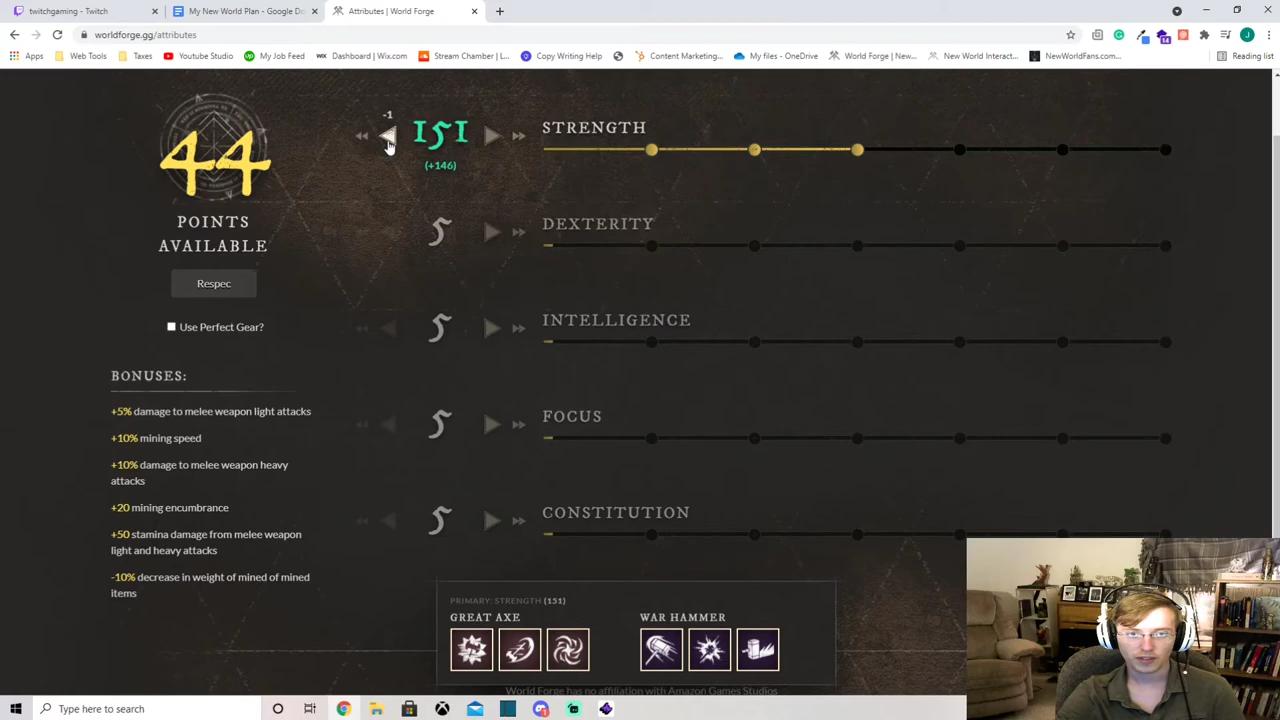 twitchgaming - Twitch
My New World Plan - Google Do
Attributes | World Forge
worldforge.gg/attributes
Apps
Web Tools
Taxes
Youtube Studio
My Job Feed
WIX Dashboard | Wix.com
Stream Chamber | L...
Copy Writing Help
Content Marketing...
My files - OneDrive
World Forge | New...
New World Interac...
NewWorldFans.com...
Reading list
44
POINTS
AVAILABLE
Respec
Use Perfect Gear?
BONUSES:
+5% damage to melee weapon light attacks
+10% mining speed
+10% damage to melee weapon heavy
attacks
+20 mining encumbrance
+50 stamina damage from melee weapon
light and heavy attacks
-10% decrease in weight of mined of mined
items
-1
151
(+146)
STRENGTH
5
DEXTERITY
5
INTELLIGENCE
5
FOCUS
5
CONSTITUTION
PRIMARY: STRENGTH (151)
GREAT AXE
WAR HAMMER
World Forge has no affiliation with Amazon Games Studios
Type here to search